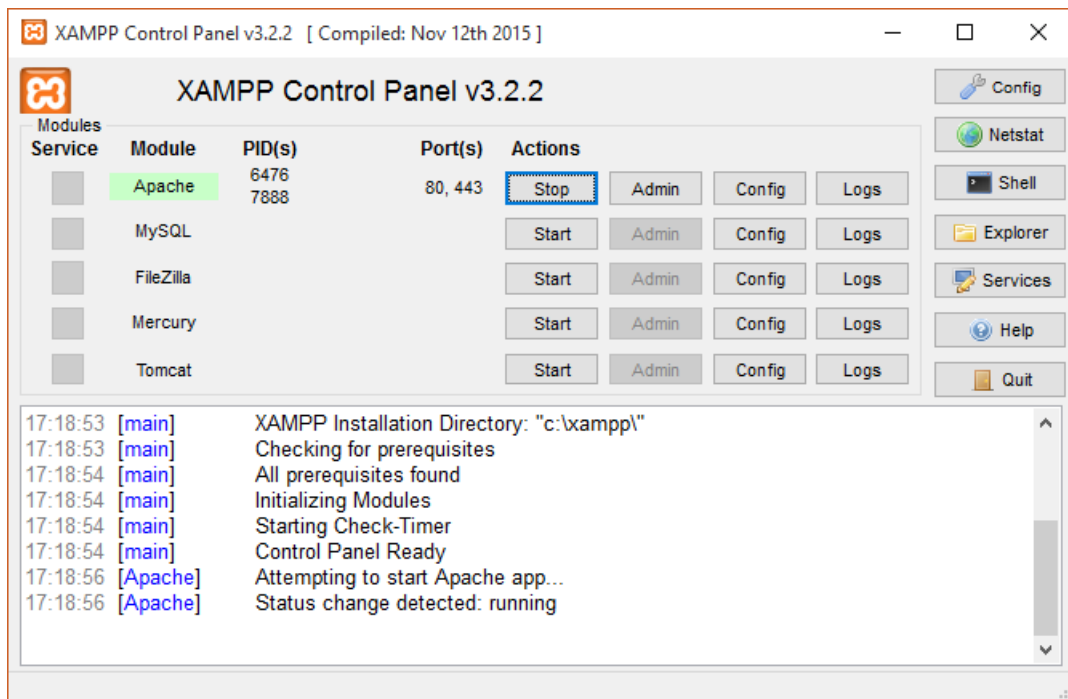 XAMPP Control Panel v3.2.2 [ Compiled: Nov 12th 2015 ]
XAMPP Control Panel v3.2.2
Config
Modules
Netstat
Service Module PID(s) Port(s) Actions
Apache 6476 7888 80, 443 Stop Admin Config Logs
Shell
MySQL Start Admin Config Logs
Explorer
FileZilla Start Admin Config Logs
Services
Mercury Start Admin Config Logs
Help
Tomcat Start Admin Config Logs
Quit
17:18:53 [main] XAMPP Installation Directory: "c:\xampp\"
17:18:53 [main] Checking for prerequisites
17:18:54 [main] All prerequisites found
17:18:54 [main] Initializing Modules
17:18:54 [main] Starting Check-Timer
17:18:54 [main] Control Panel Ready
17:18:56 [Apache] Attempting to start Apache app...
17:18:56 [Apache] Status change detected: running